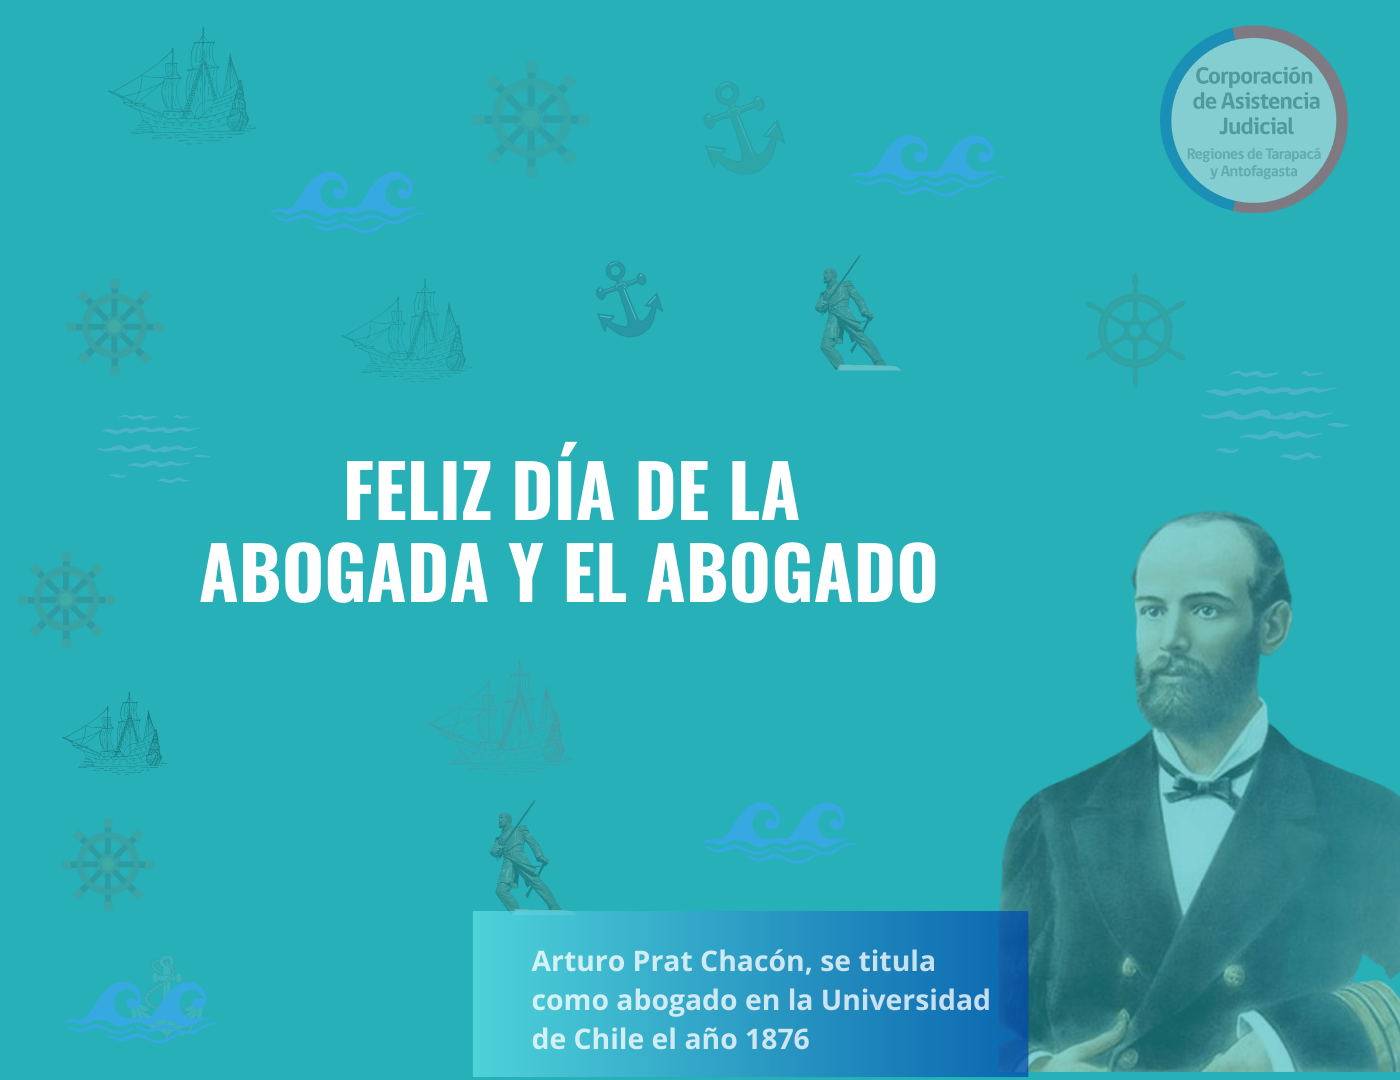 Corporación
de Asistencia
Judicial
Regiones de Tarapacá
y Antofagasta
FELIZ DÍA DE LA
ABOGADA Y EL ABOGADO
Arturo Prat Chacón, se titula
como abogado en la Universidad
de Chile el año 1876